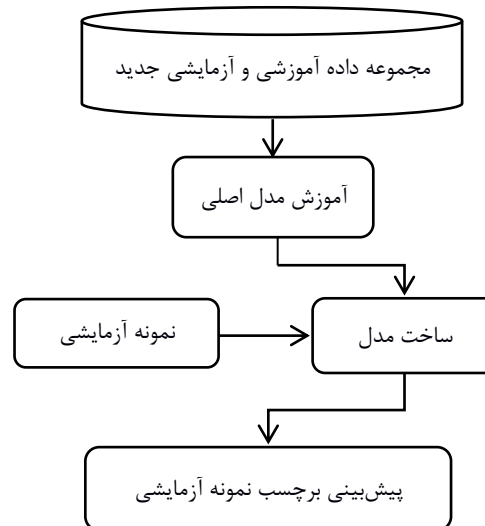 مجموعه داده آموزشی و آزمایشی جدید
آموزش مدل اصلی
ساخت مدل
نمونه آزمایشی
پیش‌بینی برچسب نمونه آزمایشی